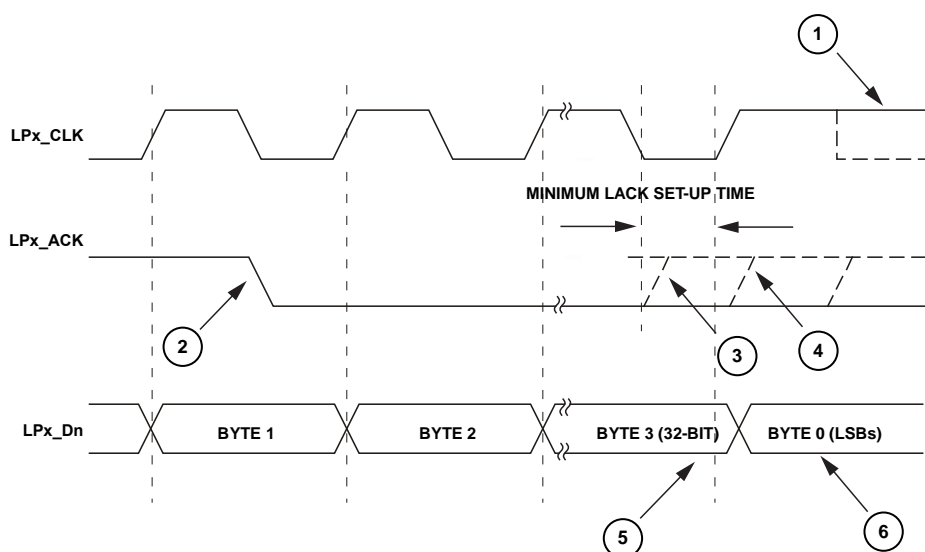 1
LPx_CLK
MINIMUM LACK SET-UP TIME
LPx_ACK
2
3
4
LPx_Dn
BYTE 1
BYTE 2
BYTE 3 (32-BIT)
BYTE 0 (LSBs)
5
6